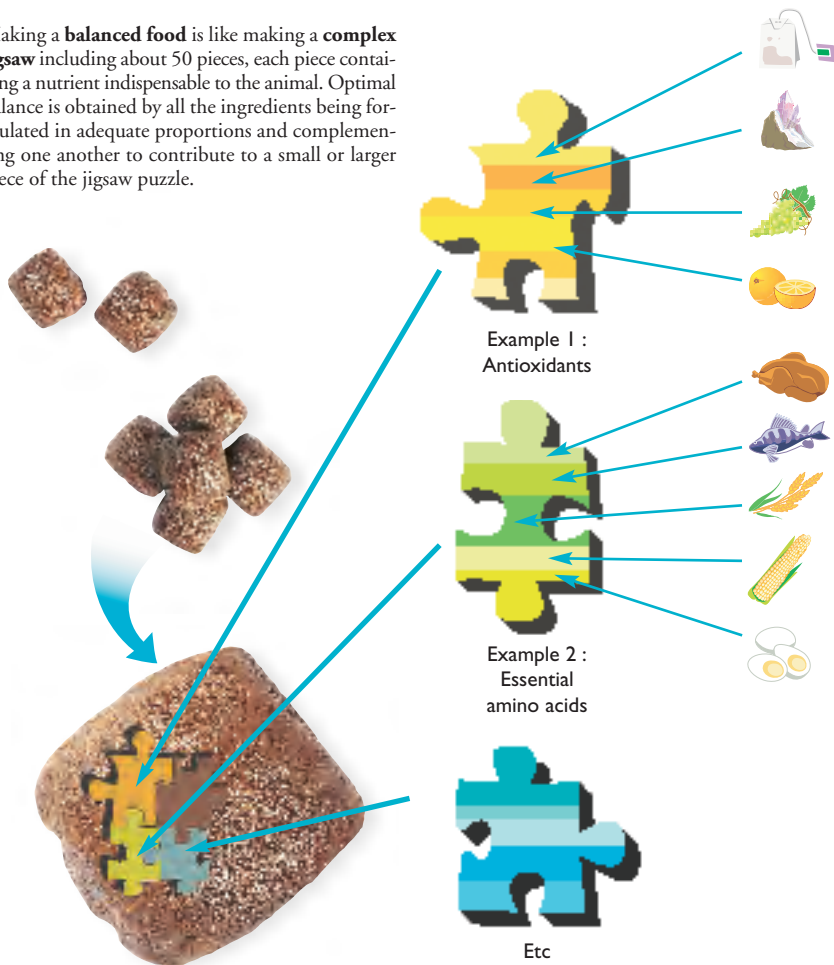 aking a balanced food is like making a complex
gsaw including about 50 pieces, each piece contai-
ng a nutrient indispensable to the animal. Optimal
lance is obtained by all the ingredients being for-
ulated in adequate proportions and complemen-
ng one another to contribute to a small or larger
ece of the jigsaw puzzle.
Example 1 :
Antioxidants
Example 2 :
Essential
amino acids
Etc